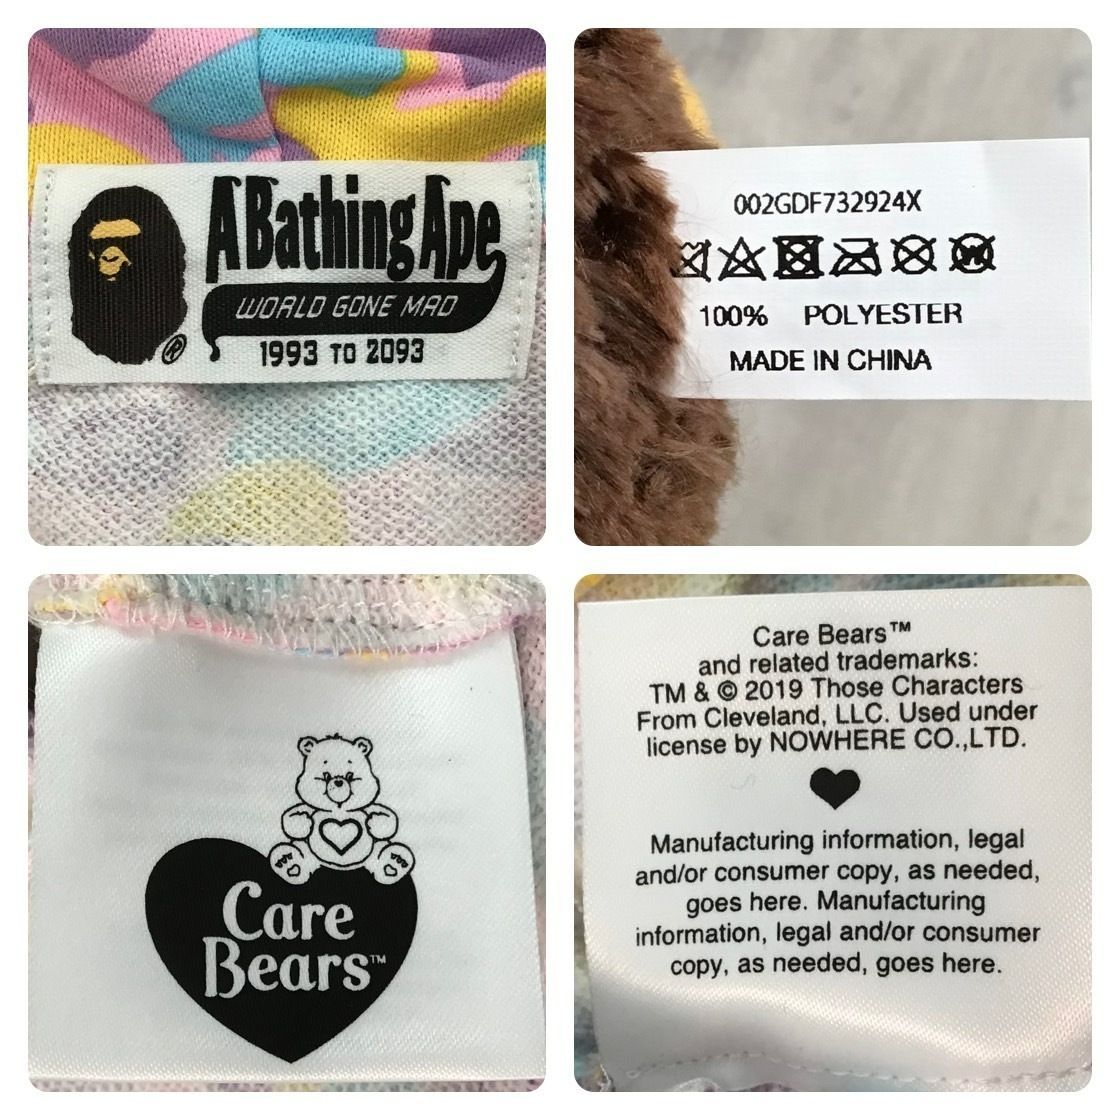 A Bathing Ape
WORLD GONE MAD
1993 TO 2093
®
002GDF732924X
W
100% POLYESTER
MADE IN CHINA
Care
Bears™
Care Bears™
and related trademarks:
TM & © 2019 Those Characters
From Cleveland, LLC. Used under
license by NOWHERE CO.,LTD.
Manufacturing information, legal
and/or consumer copy, as needed,
goes here. Manufacturing
information, legal and/or consumer
copy, as needed, goes here.